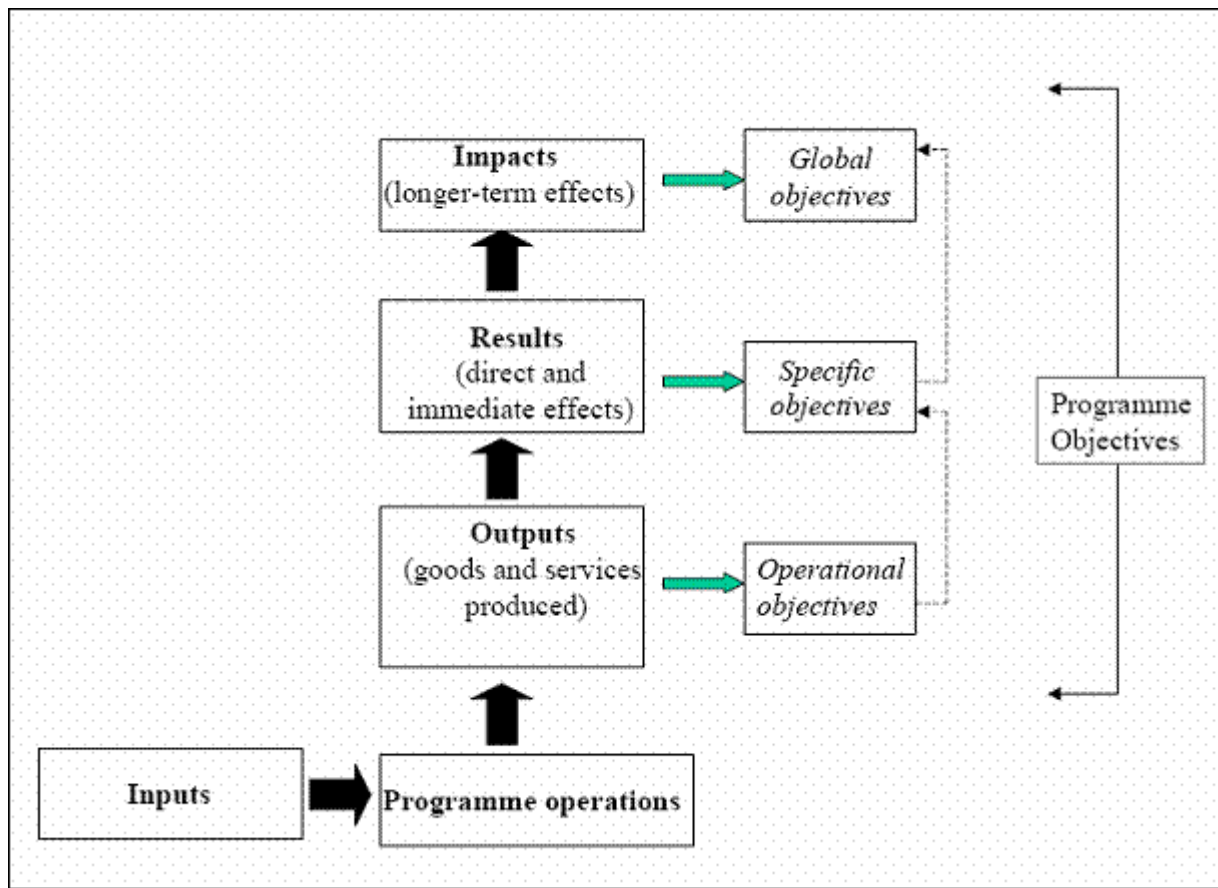 Impacts
(longer-term effects)
Global
objectives
Results
(direct and
immediate effects)
Specific
objectives
Programme
Objectives
Outputs
(goods and services
produced)
Operational
objectives
Inputs
Programme operations